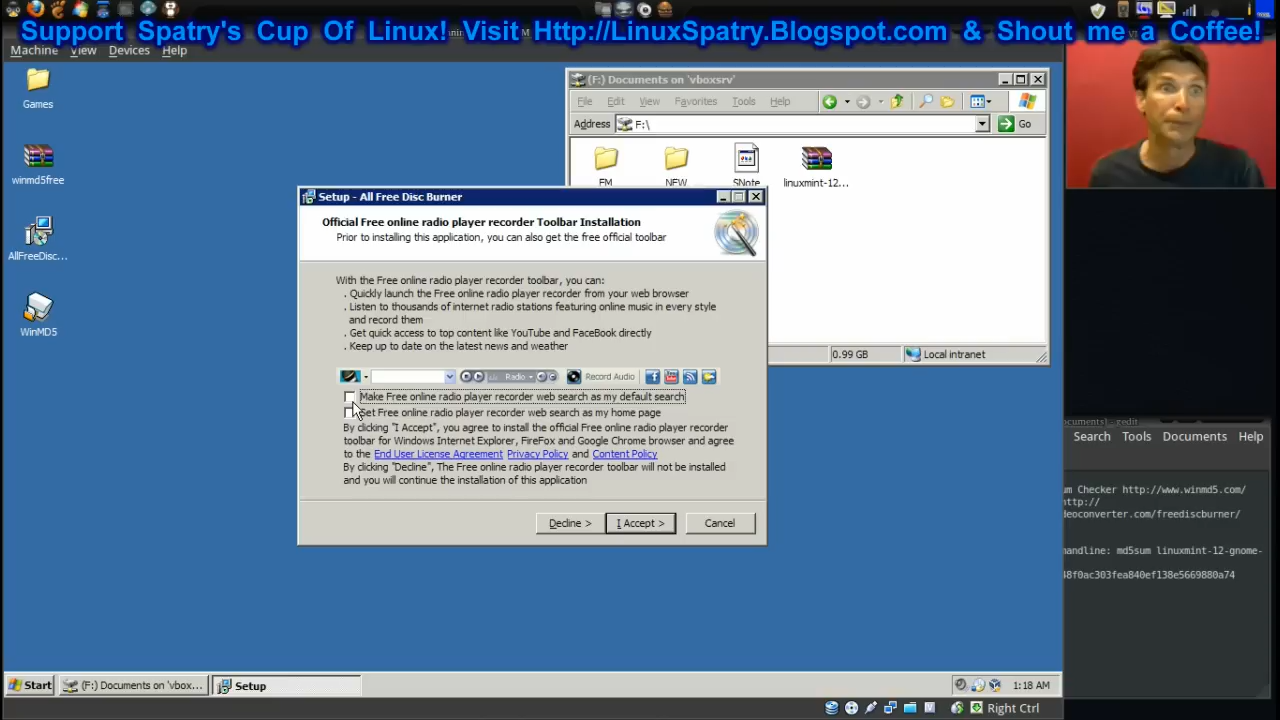 Support Spatry's Cup Of Linux! Visit Http://LinuxSpatry.Blogspot.com & Shout me a Coffee!
Machine View Devices Help
Games
winmd5free
AllFreeDisc...
WinMD5
(F:) Documents on 'vboxsrv'
File Edit View Favorites Tools Help
Address F:\ Go
FM NEW SNote linuxmint-12...
0.99 GB Local intranet
Setup - All Free Disc Burner
Official Free online radio player recorder Toolbar Installation
Prior to installing this application, you can also get the free official toolbar
With the Free online radio player recorder toolbar, you can:
. Quickly launch the Free online radio player recorder from your web browser
. Listen to thousands of internet radio stations featuring online music in every style
and record them
. Get quick access to top content like YouTube and FaceBook directly
. Keep up to date on the latest news and weather
Radio Record Audio
Make Free online radio player recorder web search as my default search
Set Free online radio player recorder web search as my home page
By clicking "I Accept", you agree to install the official Free online radio player recorder
toolbar for Windows Internet Explorer, FireFox and Google Chrome browser and agree
to the End User License Agreement Privacy Policy and Content Policy
By clicking "Decline", The Free online radio player recorder toolbar will not be installed
and you will continue the installation of this application
Decline > I Accept > Cancel
Search Tools Documents Help
um Checker http://www.winmd5.com/
http://
deoconverter.com/freediscburner/
mandline: md5sum linuxmint-12-gnome-
48f0ac303fea840ef138e5669880a74
Start (F:) Documents on 'vbox... Setup 1:18 AM
Right Ctrl